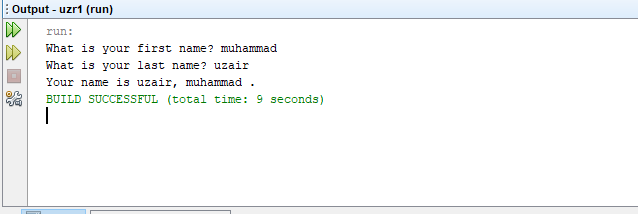 Output - uzr1 (run)
run:
What is your first name? muhammad
What is your last name? uzair
Your name is uzair, muhammad .
BUILD SUCCESSFUL (total time: 9 seconds)